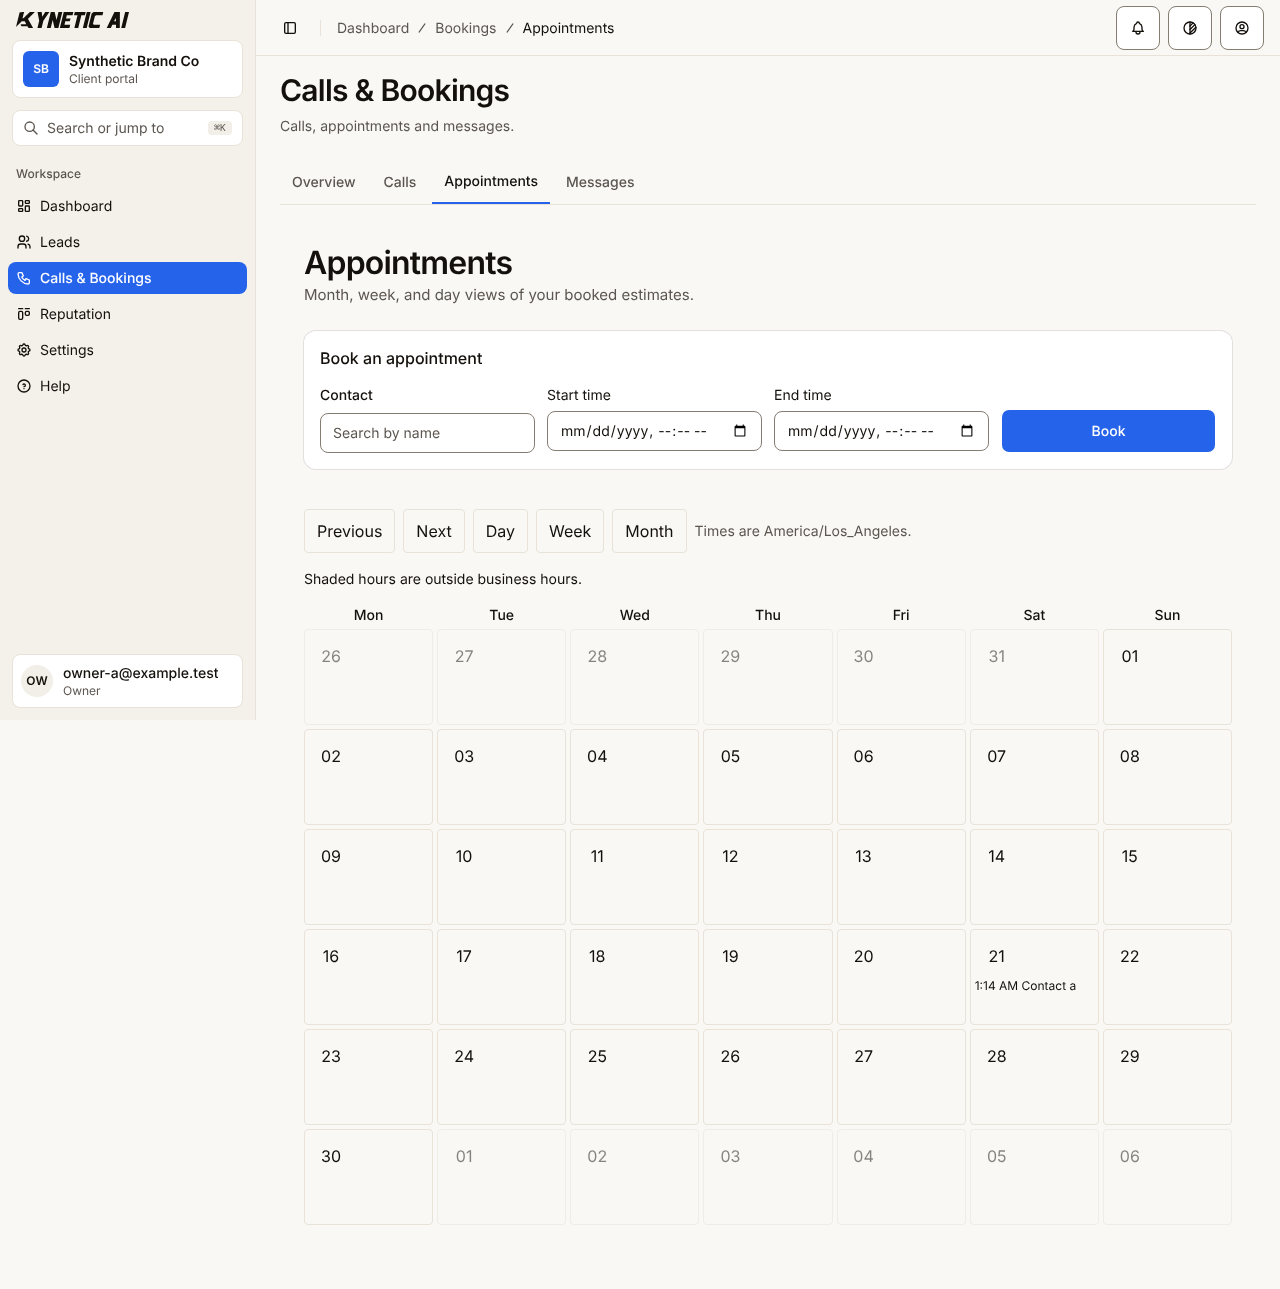 KYNETIC AI
SB
Synthetic Brand Co
Client portal
Search or jump to
⌘K
Workspace
Dashboard
Leads
Calls & Bookings
Reputation
Settings
Help
OW
owner-a@example.test
Owner
Dashboard / Bookings / Appointments
Calls & Bookings
Calls, appointments and messages.
Overview Calls Appointments Messages
Appointments
Month, week, and day views of your booked estimates.
Book an appointment
Contact Start time End time
Search by name mm/dd/yyyy, --:-- -- mm/dd/yyyy, --:-- -- Book
Previous Next Day Week Month Times are America/Los_Angeles.
Shaded hours are outside business hours.
Mon Tue Wed Thu Fri Sat Sun
26 27 28 29 30 31 01
02 03 04 05 06 07 08
09 10 11 12 13 14 15
16 17 18 19 20 21 22
1:14 AM Contact a
23 24 25 26 27 28 29
30 01 02 03 04 05 06